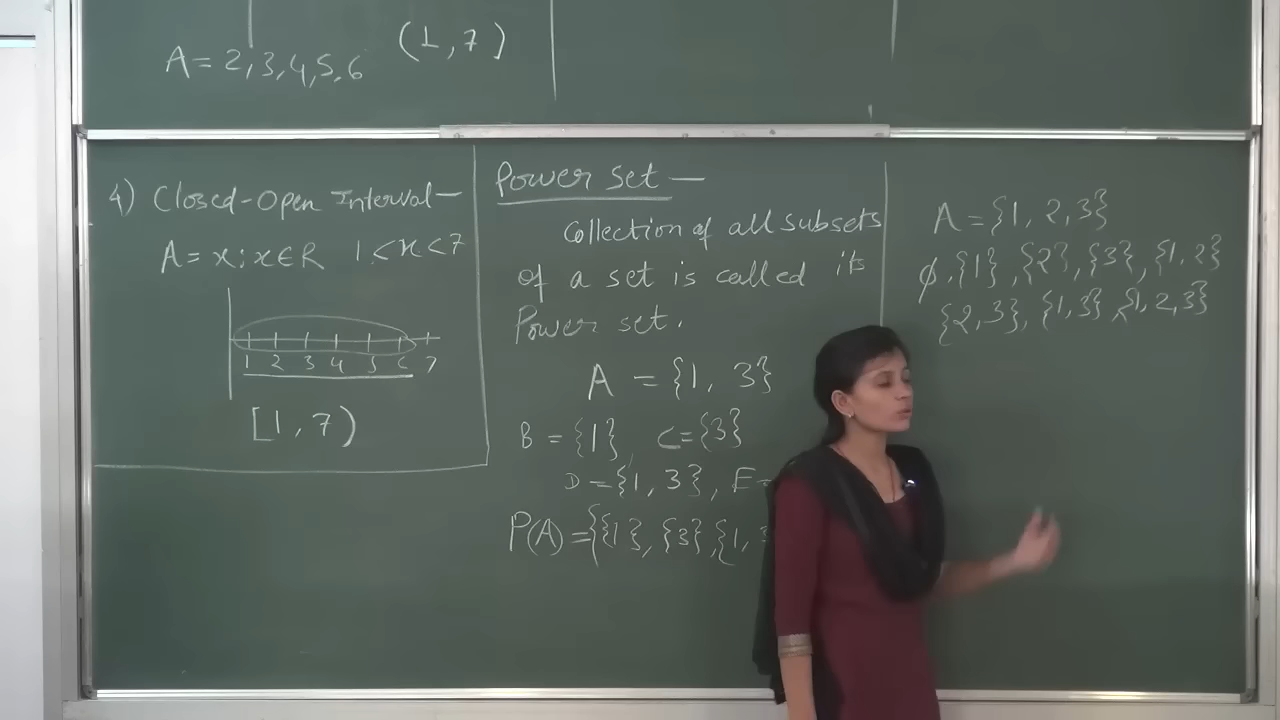 A = 2,3,4,5,6 (1,7)
4) Closed-Open Interval—
A = x : x∈R 1<x<7
1 2 3 4 5 6 7
[1,7)
Power set —
Collection of all subsets
of a set is called its
Power set.
A = {1, 3}
B = {1}, C={3}
D = {1, 3}, E=
P(A) = {{1}, {3}, {1,
A = {1, 2, 3}
φ, {1}, {2}, {3}, {1,2}
{2,3}, {1,3}, {1,2,3}